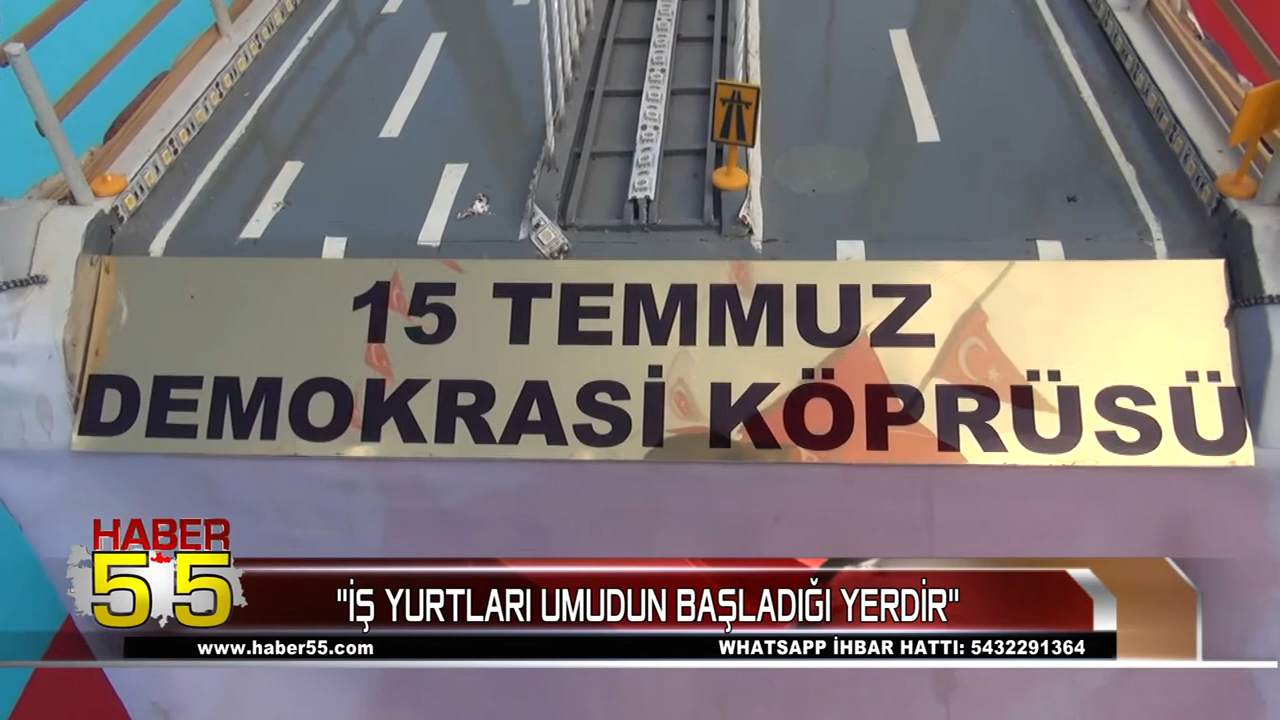 15 TEMMUZ
DEMOKRASİ KÖPRÜSÜ
HABER
55
"İŞ YURTLARI UMUDUN BAŞLADIĞI YERDİR"
www.haber55.com
WHATSAPP İHBAR HATTI: 5432291364